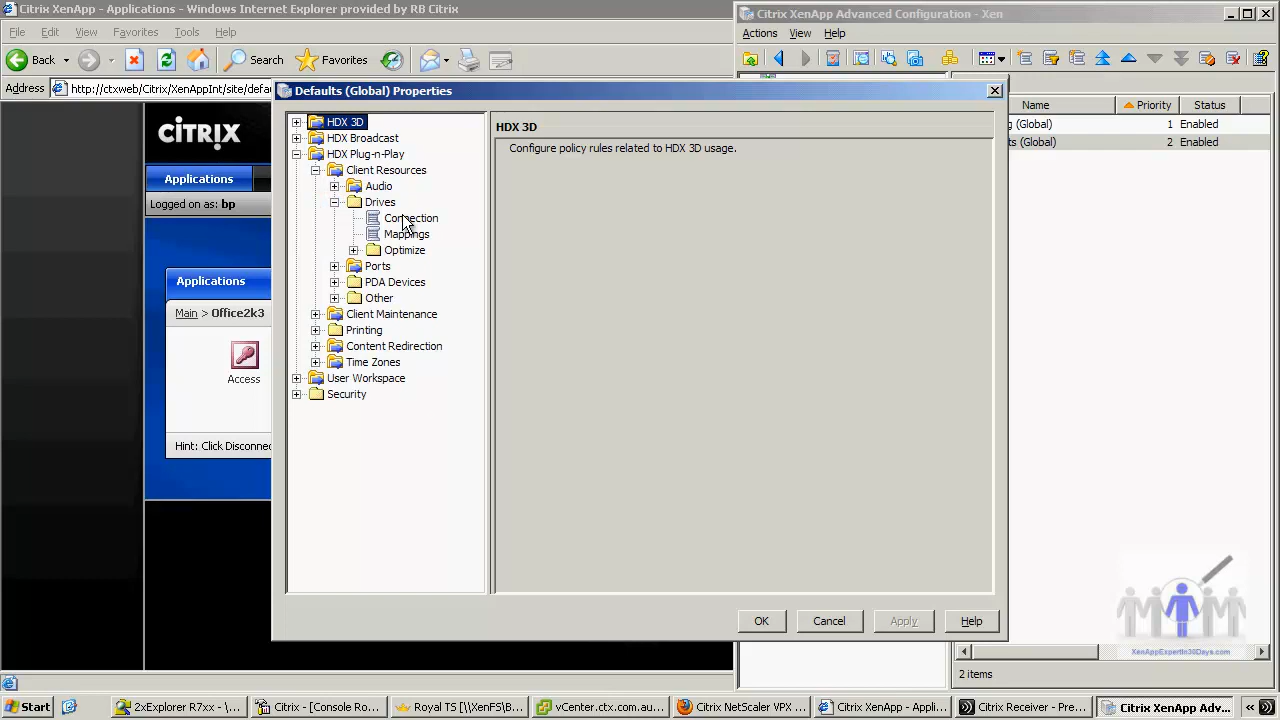 Citrix XenApp - Applications - Windows Internet Explorer provided by RB Citrix
File Edit View Favorites Tools Help
Back Search Favorites
Address http://ctxweb/Citrix/XenAppInt/site/defa
CİTRIX
Applications
Logged on as: bp
Applications
Main > Office2k3
Access
Hint: Click Disconnec
Citrix XenApp Advanced Configuration - Xen
Actions View Help
Name Priority Status
g (Global) 1 Enabled
ts (Global) 2 Enabled
2 items
Defaults (Global) Properties
HDX 3D
HDX Broadcast
HDX Plug-n-Play
Client Resources
Audio
Drives
Connection
Mappings
Optimize
Ports
PDA Devices
Other
Client Maintenance
Printing
Content Redirection
Time Zones
User Workspace
Security
HDX 3D
Configure policy rules related to HDX 3D usage.
OK Cancel Apply Help
XenAppExpertIn30Days.com
Start 2xExplorer R7xx - \... Citrix - [Console Ro... Royal TS [\\XenFS\B... vCenter.ctx.com.au... Citrix NetScaler VPX ... Citrix XenApp - Appli... Citrix Receiver - Pre... Citrix XenApp Adv...